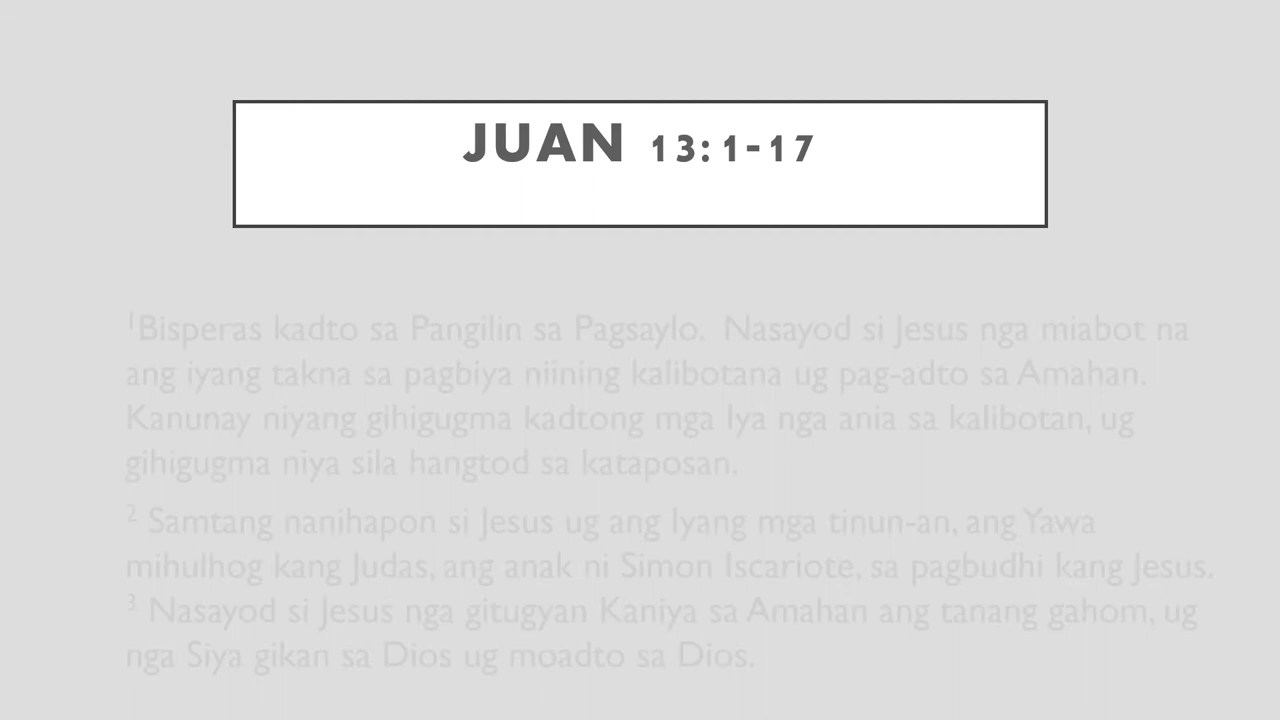 JUAN 13:1-17
¹Bisperas kadto sa Pangilin sa Pagsaylo. Nasayod si Jesus nga miabot na
ang iyang takna sa pagbiya niining kalibotana ug pag-adto sa Amahan.
Kanunay niyang gihigugma kadtong mga Iya nga ania sa kalibotan, ug
gihigugma niya sila hangtod sa kataposan.
² Samtang nanihapon si Jesus ug ang Iyang mga tinun-an, ang Yawa
mihulhog kang Judas, ang anak ni Simon Iscariote, sa pagbudhi kang Jesus.
³ Nasayod si Jesus nga gitugyan Kaniya sa Amahan ang tanang gahom, ug
nga Siya gikan sa Dios ug moadto sa Dios.